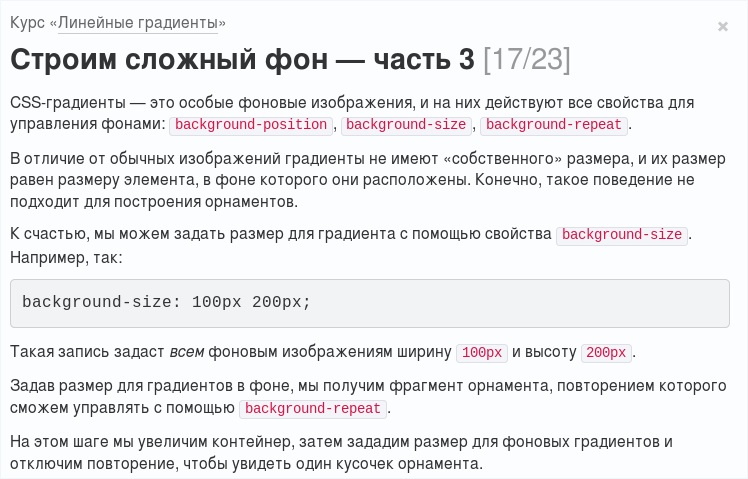 Курс «Линейные градиенты»
×
Строим сложный фон — часть 3 [17/23]
CSS-градиенты — это особые фоновые изображения, и на них действуют все свойства для
управления фонами: background-position, background-size, background-repeat.
В отличие от обычных изображений градиенты не имеют «собственного» размера, и их размер
равен размеру элемента, в фоне которого они расположены. Конечно, такое поведение не
подходит для построения орнаментов.
К счастью, мы можем задать размер для градиента с помощью свойства background-size.
Например, так:
background-size: 100px 200px;
Такая запись задаст всем фоновым изображениям ширину 100px и высоту 200px.
Задав размер для градиентов в фоне, мы получим фрагмент орнамента, повторением которого
сможем управлять с помощью background-repeat.
На этом шаге мы увеличим контейнер, затем зададим размер для фоновых градиентов и
отключим повторение, чтобы увидеть один кусочек орнамента.